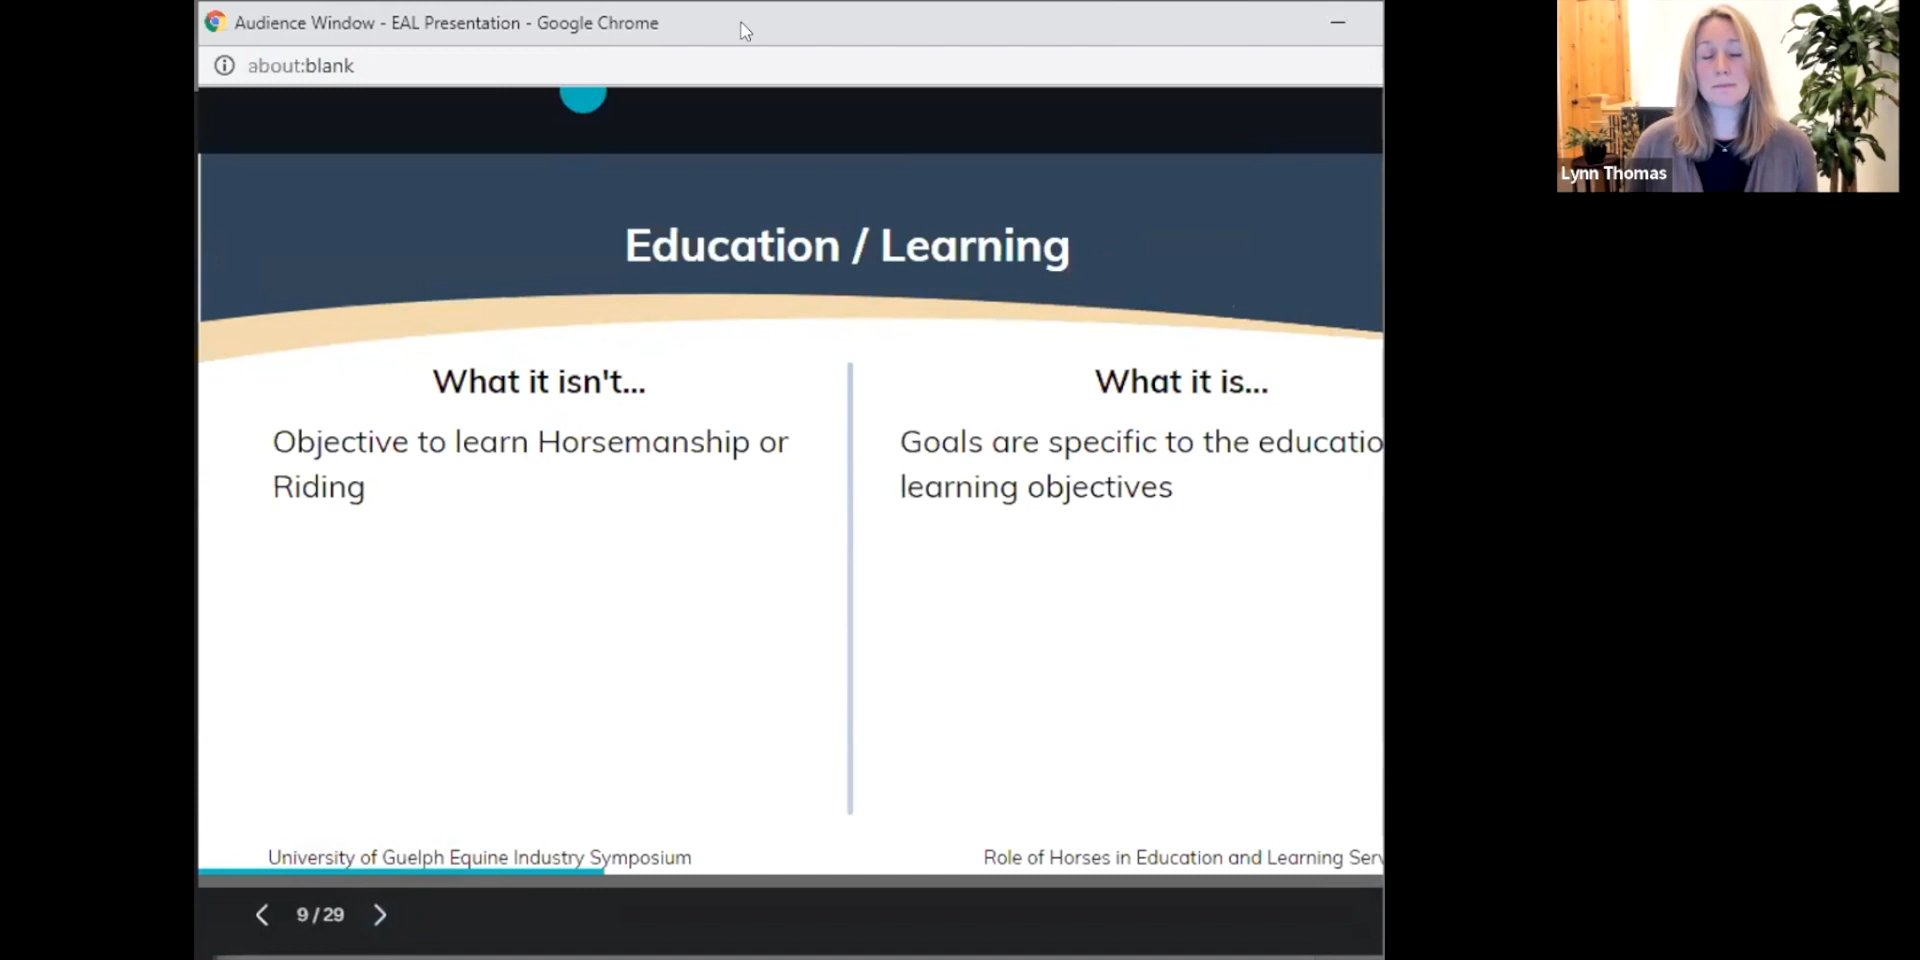 Audience Window - EAL Presentation - Google Chrome
about:blank
Lynn Thomas
Education / Learning
What it isn't...
Objective to learn Horsemanship or
Riding
What it is...
Goals are specific to the educatio
learning objectives
University of Guelph Equine Industry Symposium
Role of Horses in Education and Learning Serv
9 / 29